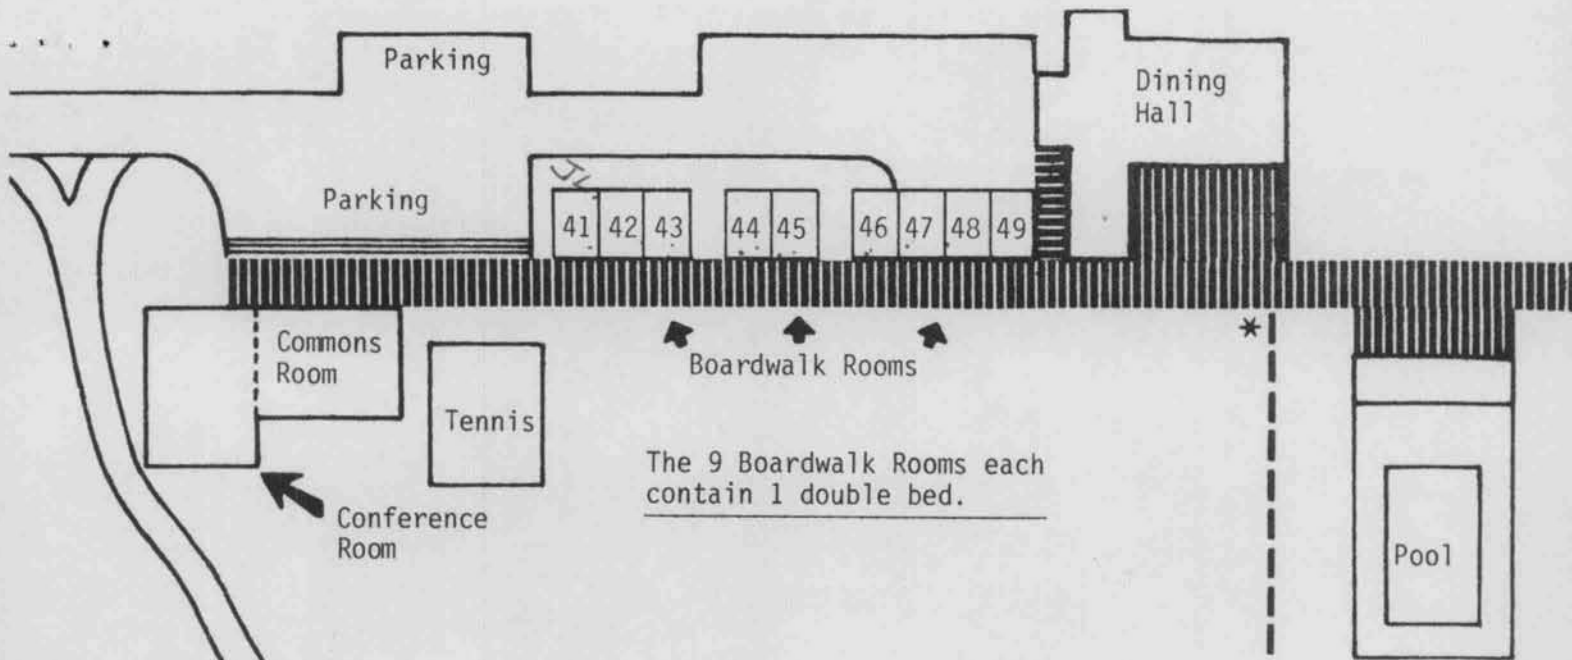 Parking
Dining
Hall
Parking
41 42 43 44 45 46 47 48 49
Commons
Room
*
Boardwalk Rooms
Tennis
The 9 Boardwalk Rooms each
contain 1 double bed.
Conference
Room
Pool